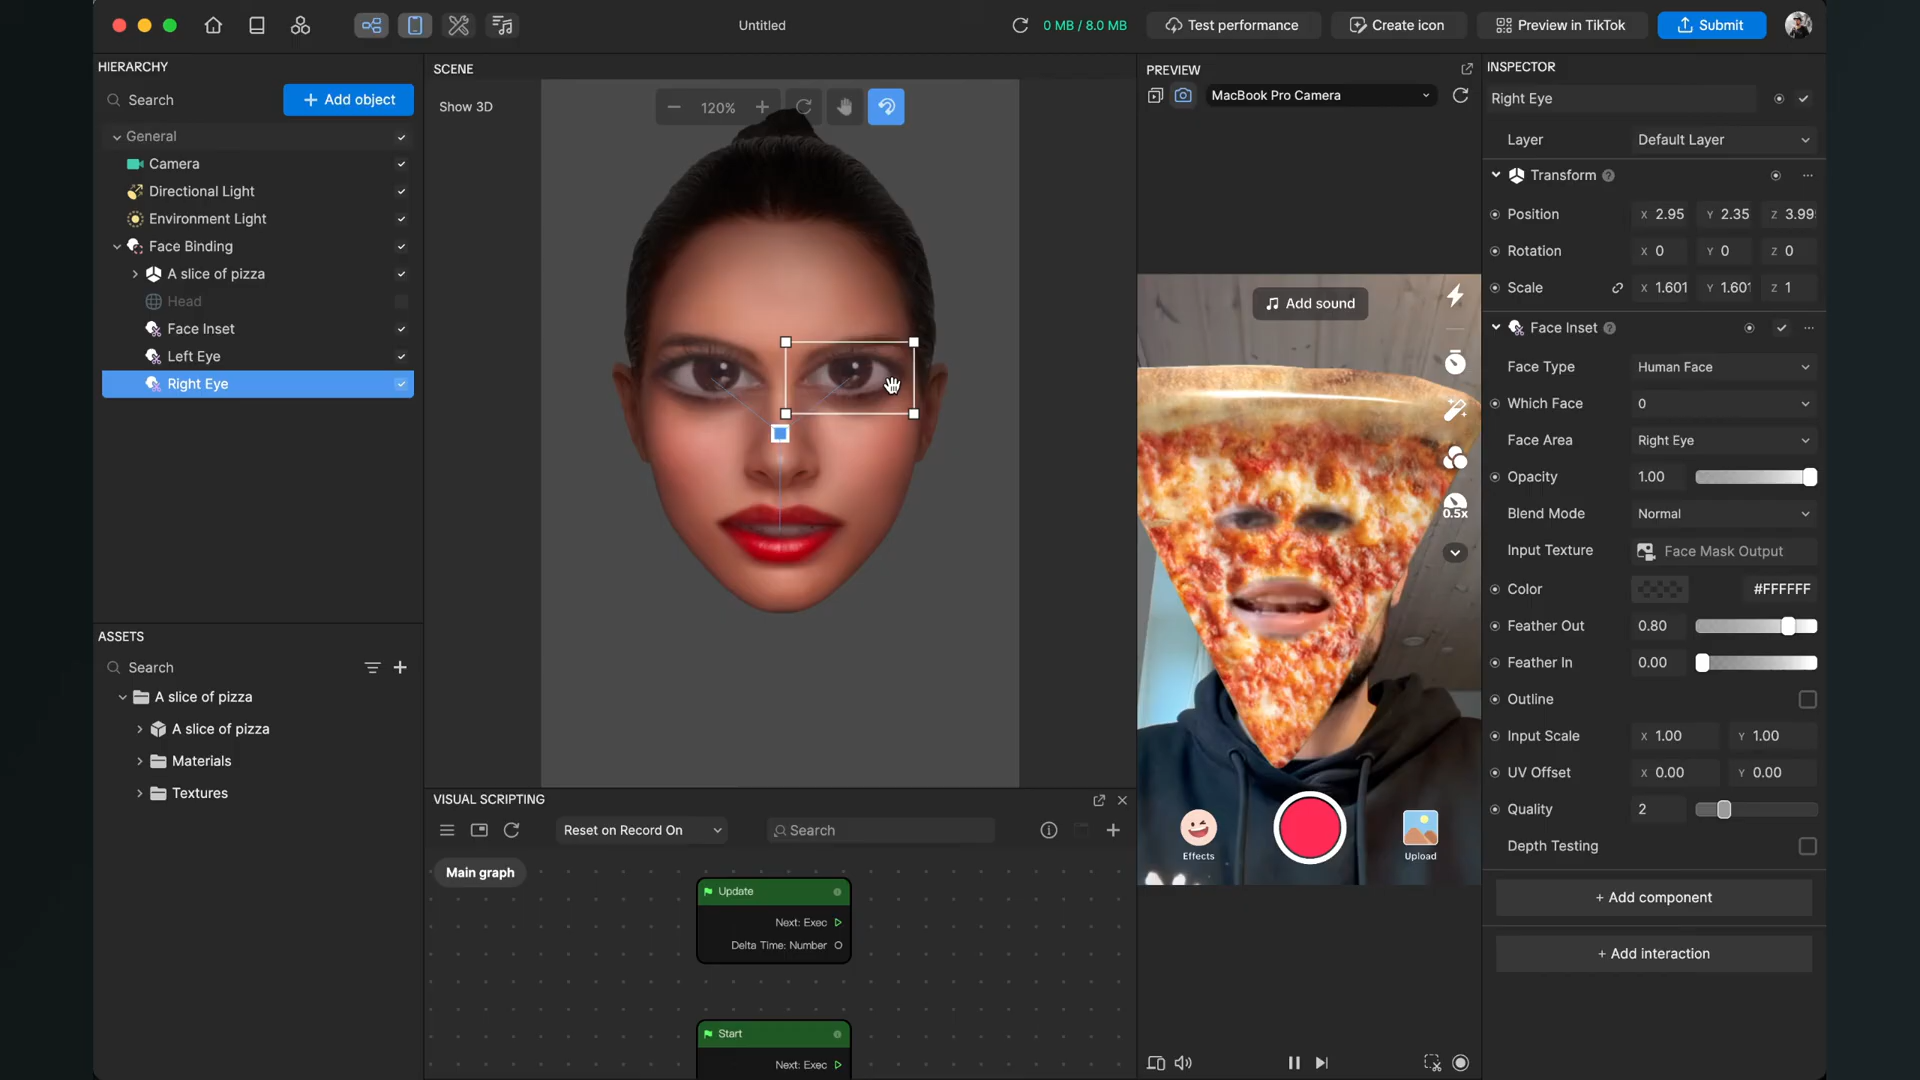 Untitled
0 MB / 8.0 MB
Test performance
Create icon
Preview in TikTok
Submit
HIERARCHY
Search
+ Add object
General
Camera
Directional Light
Environment Light
Face Binding
A slice of pizza
Head
Face Inset
Left Eye
Right Eye
ASSETS
Search
A slice of pizza
A slice of pizza
Materials
Textures
SCENE
Show 3D
120%
VISUAL SCRIPTING
Reset on Record On
Search
Main graph
Update
Next: Exec
Delta Time: Number
Start
Next: Exec
PREVIEW
MacBook Pro Camera
Add sound
0.5x
Effects
Upload
INSPECTOR
Right Eye
Layer Default Layer
Transform
Position X 2.95 Y 2.35 Z 3.99
Rotation X 0 Y 0 Z 0
Scale X 1.601 Y 1.601 Z 1
Face Inset
Face Type Human Face
Which Face 0
Face Area Right Eye
Opacity 1.00
Blend Mode Normal
Input Texture Face Mask Output
Color #FFFFFF
Feather Out 0.80
Feather In 0.00
Outline
Input Scale X 1.00 Y 1.00
UV Offset X 0.00 Y 0.00
Quality 2
Depth Testing
+ Add component
+ Add interaction